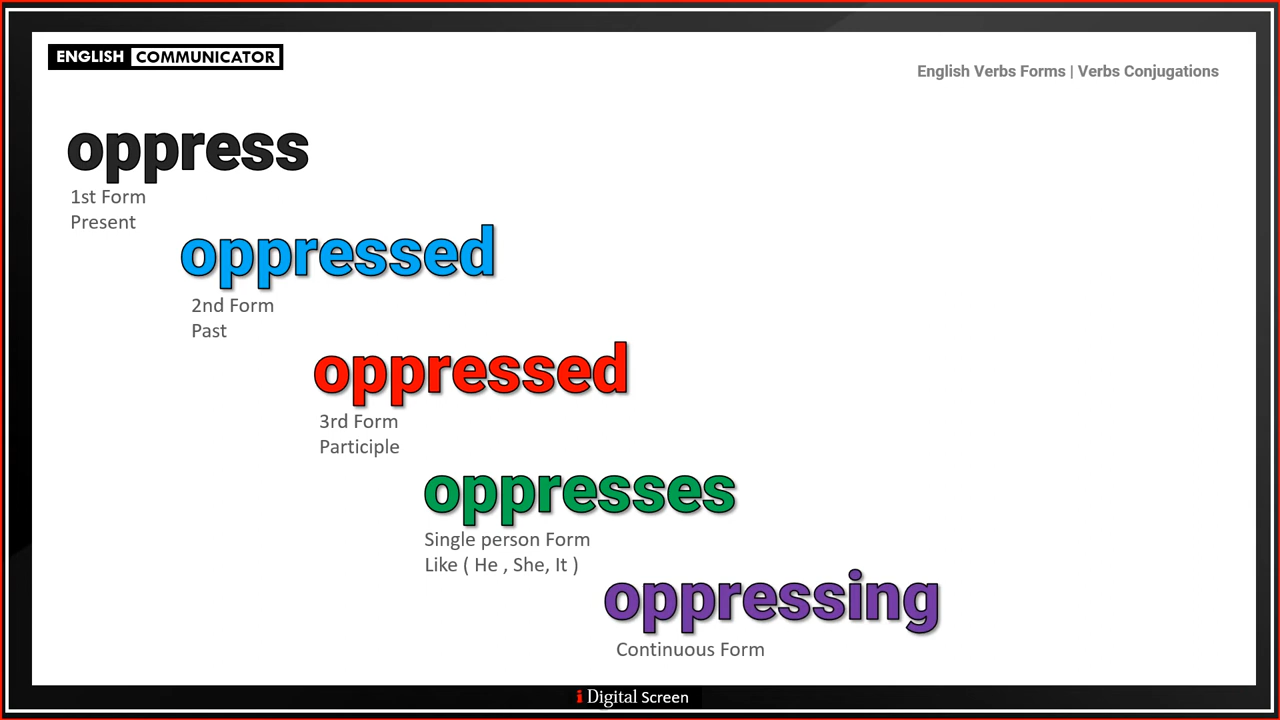 ENGLISH COMMUNICATOR
English Verbs Forms | Verbs Conjugations
oppress
1st Form
Present
oppressed
2nd Form
Past
oppressed
3rd Form
Participle
oppresses
Single person Form
Like ( He , She, It )
oppressing
Continuous Form
i Digital Screen